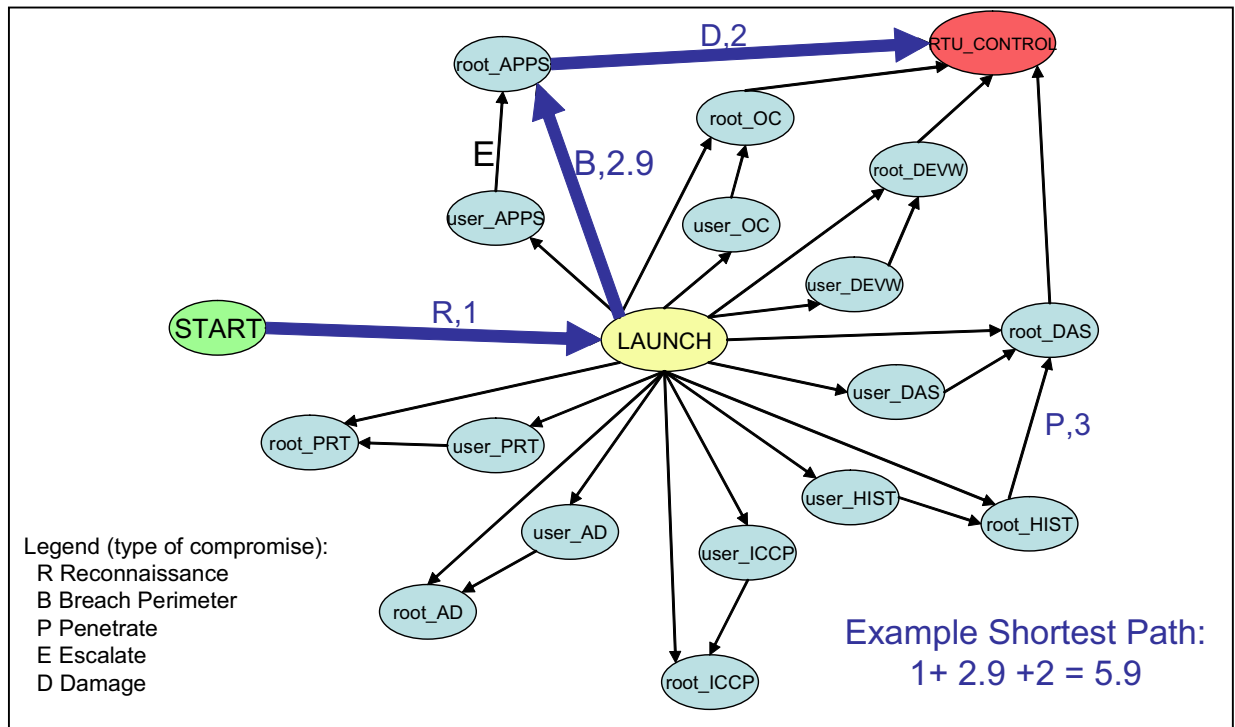 D,2
RTU_CONTROL
root_APPS
root_OC
E
B,2.9
root_DEVW
user_APPS
user_OC
user_DEVW
START
R,1
LAUNCH
root_DAS
user_DAS
P,3
root_PRT
user_PRT
user_HIST
root_HIST
user_AD
user_ICCP
root_AD
root_ICCP
Legend (type of compromise):
R Reconnaissance
B Breach Perimeter
P Penetrate
E Escalate
D Damage
Example Shortest Path:
1+ 2.9 +2 = 5.9